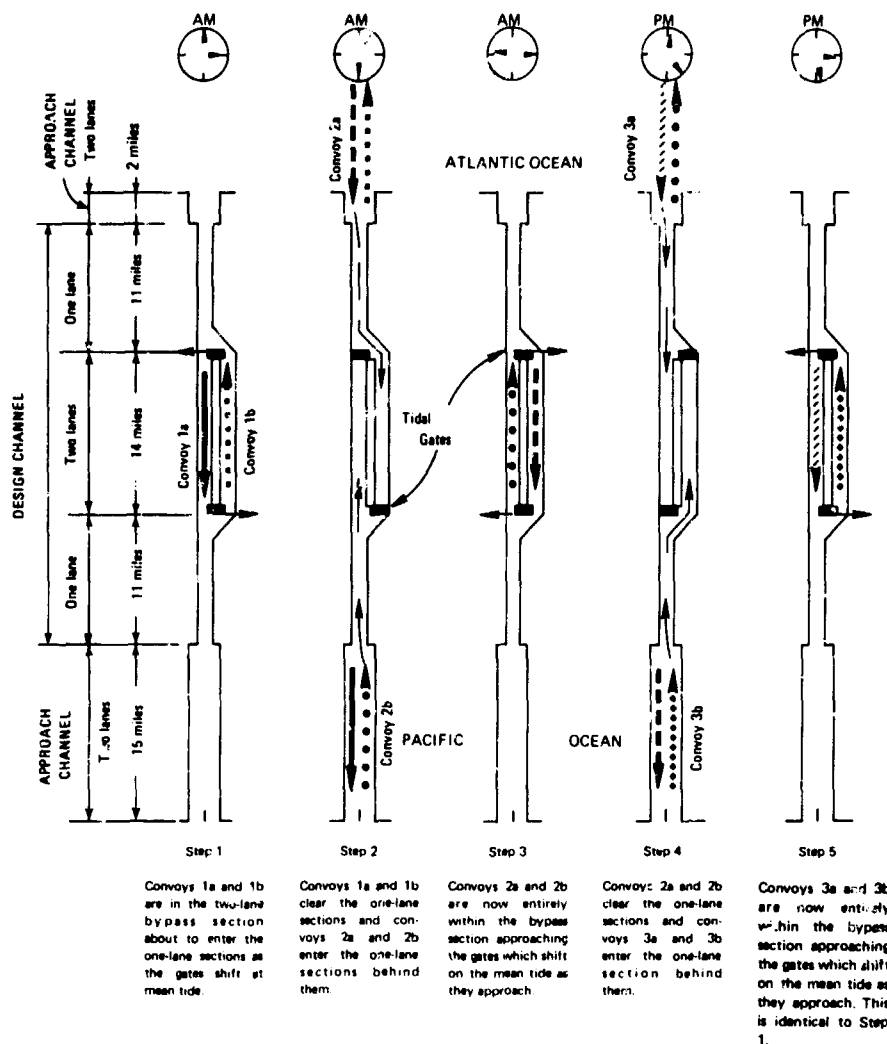 AM
AM
AM
PM
PM
APPROACH
CHANNEL
Two lanes
2 miles
Convoy 2a
ATLANTIC OCEAN
Convoy 3a
DESIGN CHANNEL
One lane
11 miles
Two lanes
14 miles
Convoy 1a
Convoy 1b
Tidal
Gates
One lane
11 miles
APPROACH
CHANNEL
lanes
15 miles
Convoy 2b
PACIFIC
OCEAN
Convoy 3b
Step 1
Step 2
Step 3
Step 4
Step 5
Convoys 1a and 1b
are in the two-lane
bypass section
about to enter the
one-lane sections as
the gates shift at
mean tide.
Convoys 1a and 1b
clear the one-lane
sections and con-
voys 2a and 2b
enter the one-lane
sections behind
them.
Convoys 2a and 2b
are now entirely
within the bypass
section approaching
the gates which shift
on the mean tide as
they approach.
Convoys 2a and 2b
clear the one-lane
sections and con-
voys 3a and 3b
enter the one-lane
section behind
them.
Convoys 3a and 3b
are now entirely
within the bypass
section approaching
the gates which shift
on the mean tide as
they approach. This
is identical to Step
1.